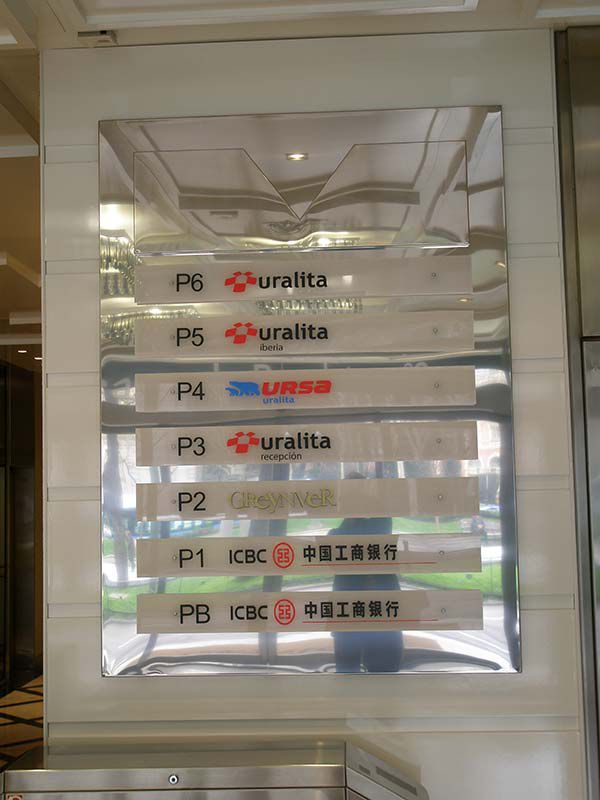 P6 uralita
P5 uralita
iberia
P4 URSA
uralita
P3 uralita
recepción
P2 GREYNVER
P1 ICBC 中国工商银行
PB ICBC 中国工商银行